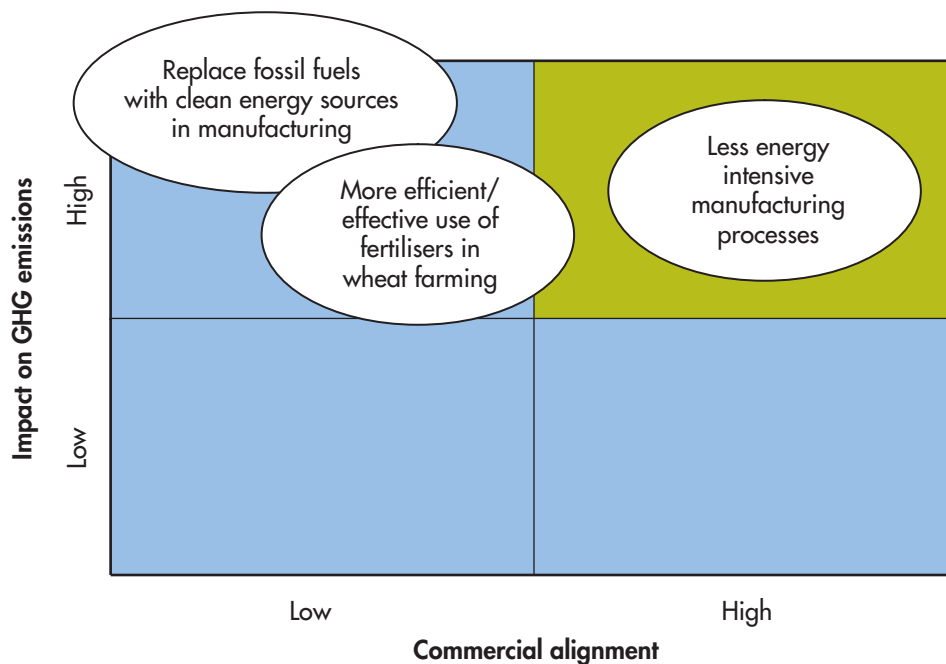 Replace fossil fuels
with clean energy sources
in manufacturing
Less energy
intensive
manufacturing
processes
More efficient/
effective use of
fertilisers in
wheat farming
Impact on GHG emissions
High
Low
Low
High
Commercial alignment